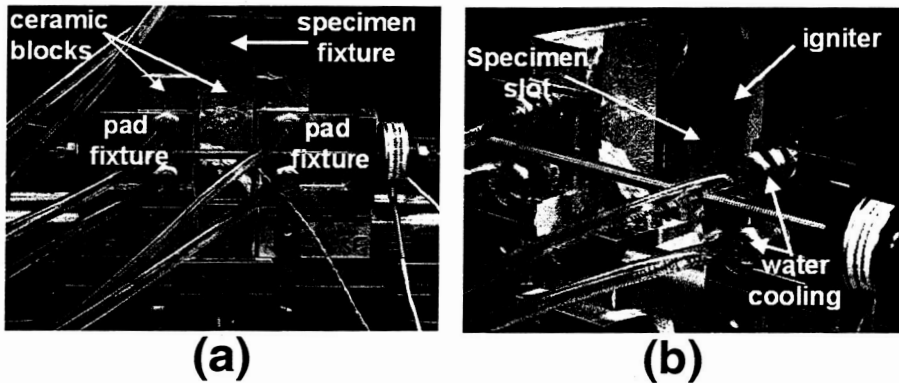 ceramic
blocks
specimen
fixture
pad
fixture
pad
fixture
(a)
igniter
Specimen
slot
water
cooling
(b)